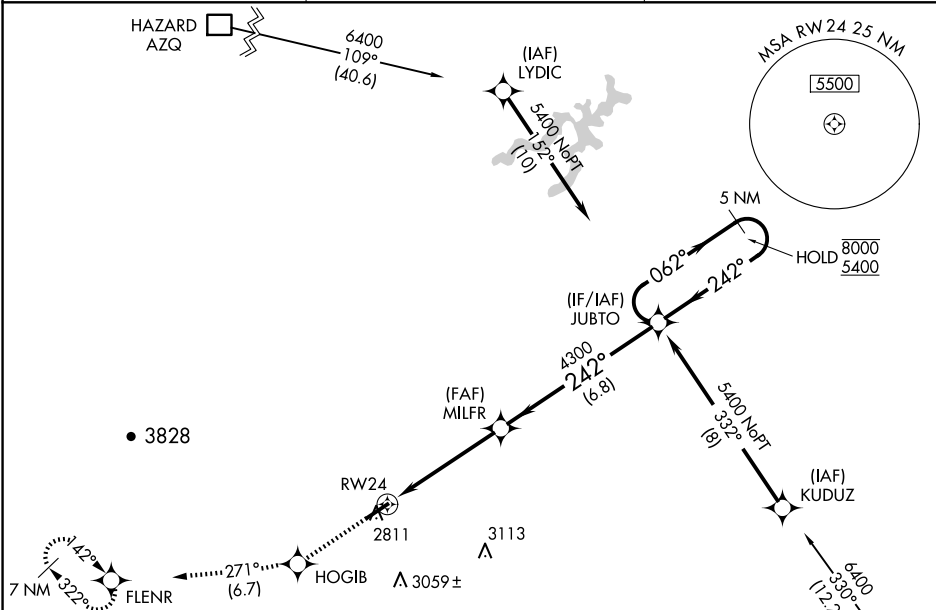 HAZARD
AZQ
6400
109°
(40.6)
(IAF)
LYDIC
5400 NoPT
152°
(10)
MSA RW24 25 NM
5500
5 NM
HOLD
8000
5400
062°
242°
(IF/IAF)
JUBTO
4300
242°
(6.8)
(FAF)
MILFR
5400 NoPT
332°
(8)
3828
(IAF)
KUDUZ
RW24
2811
3113
6400
330°
142°
322°
7 NM
FLENR
271°
(6.7)
HOGIB
3059±